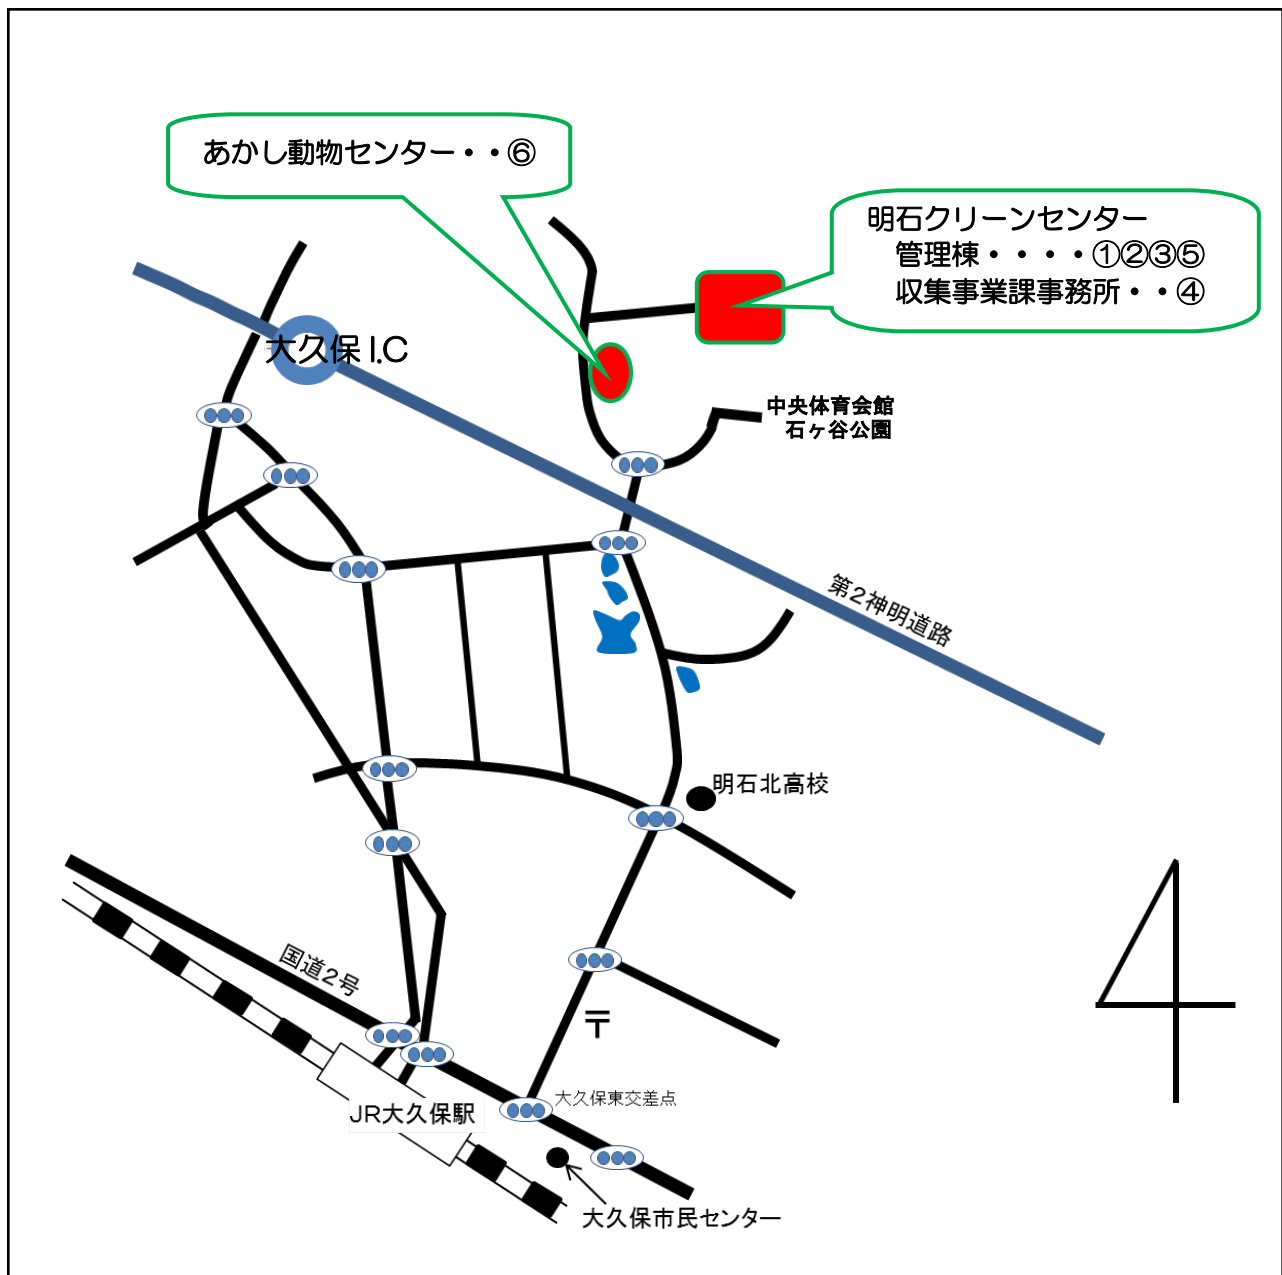 あかし動物センター・・⑥
明石クリーンセンター
管理棟・・・・①②③⑤
収集事業課事務所・・④
大久保I.C
中央体育会館
石ヶ谷公園
第2神明道路
明石北高校
国道2号
〒
大久保東交差点
JR大久保駅
大久保市民センター